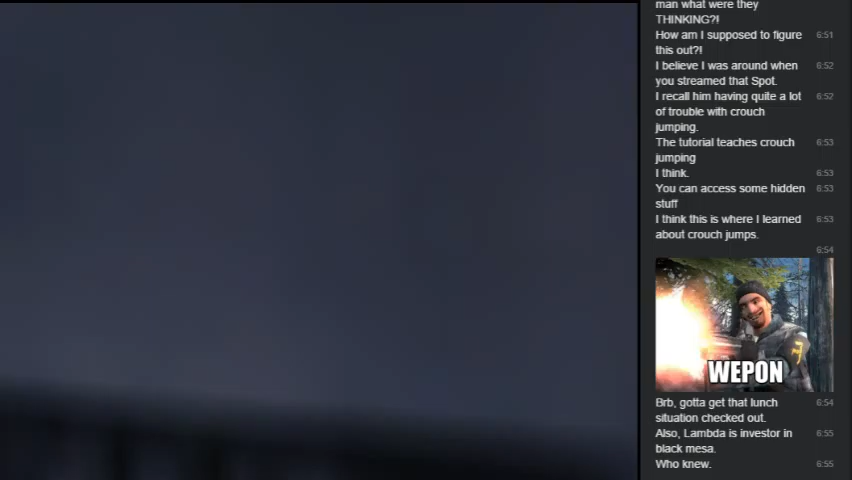 man what were they
THINKING?!
How am I supposed to figure 6:51
this out?!
I believe I was around when 6:52
you streamed that Spot.
I recall him having quite a lot 6:52
of trouble with crouch
jumping.
The tutorial teaches crouch 6:53
jumping
I think. 6:53
You can access some hidden 6:53
stuff
I think this is where I learned 6:53
about crouch jumps.
6:54
WEPON
Brb, gotta get that lunch 6:54
situation checked out.
Also, Lambda is investor in 6:55
black mesa.
Who knew. 6:55